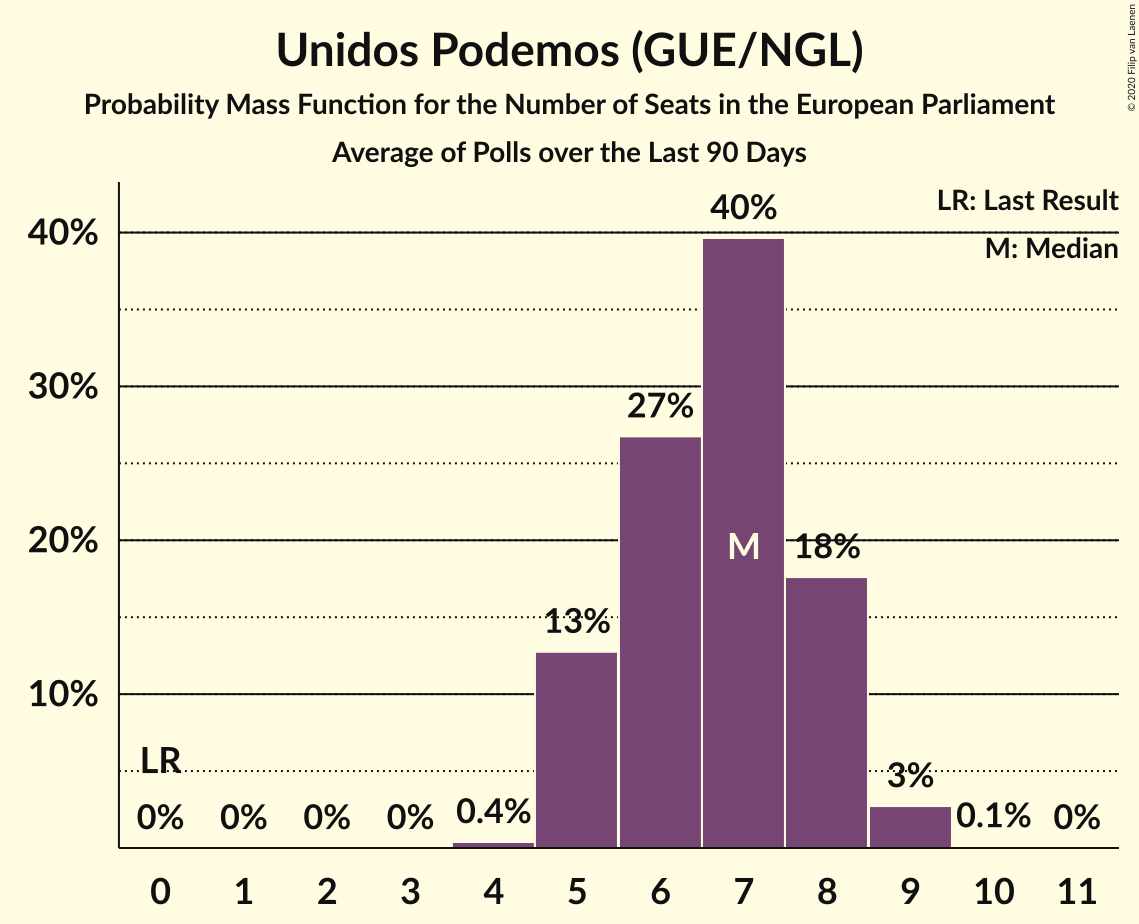 Unidos Podemos (GUE/NGL)
Probability Mass Function for the Number of Seats in the European Parliament
Average of Polls over the Last 90 Days
© 2020 Filip van Laenen
LR: Last Result
M: Median
40%
30%
20%
10%
LR
0%
0%
0%
0%
0.4%
13%
27%
40%
M
18%
3%
0.1%
0%
0 1 2 3 4 5 6 7 8 9 10 11